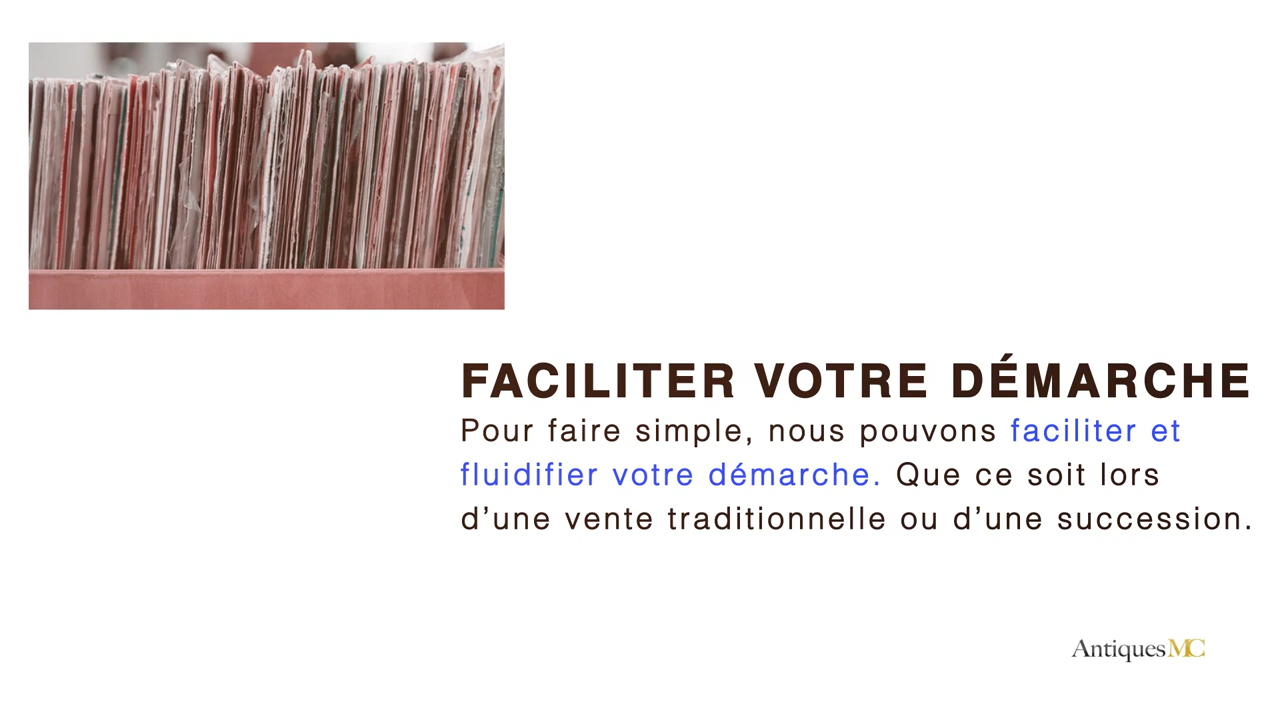 FACILITER VOTRE DÉMARCHE
Pour faire simple, nous pouvons faciliter et
fluidifier votre démarche. Que ce soit lors
d’une vente traditionnelle ou d’une succession.
AntiquesMC